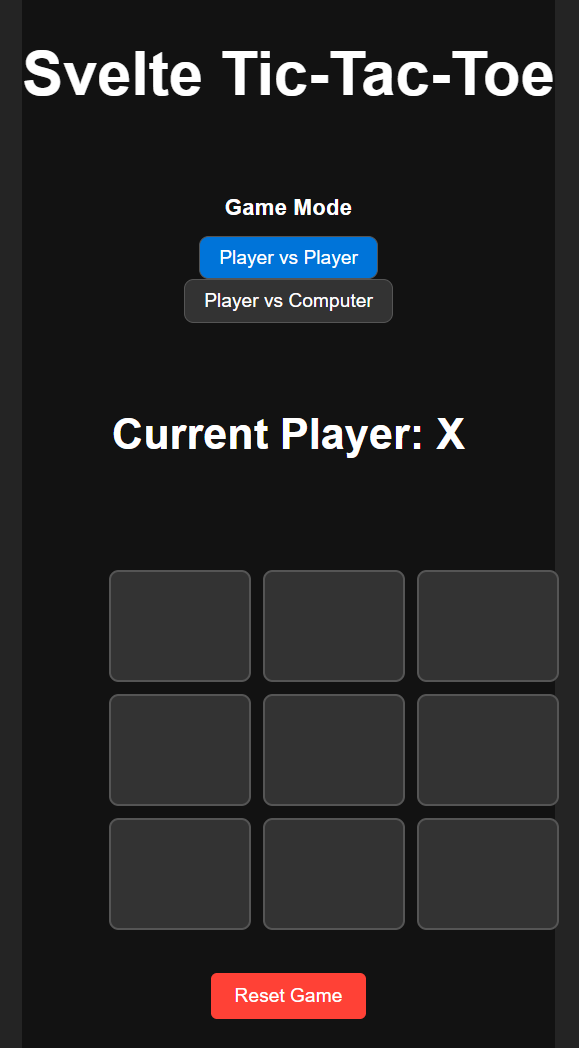 Svelte Tic-Tac-Toe
Game Mode
Player vs Player
Player vs Computer
Current Player: X
Reset Game